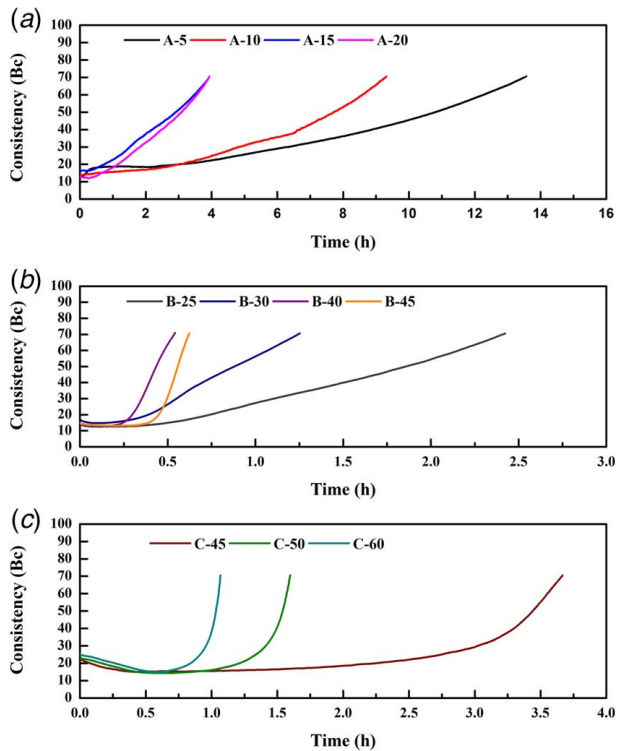 (a)
100
90
80
70
60
50
40
30
20
10
0
Consistency (Bc)
A-5 A-10 A-15 A-20
0 2 4 6 8 10 12 14 16
Time (h)
(b)
100
90
80
70
60
50
40
30
20
10
0
Consistency (Bc)
B-25 B-30 B-40 B-45
0.0 0.5 1.0 1.5 2.0 2.5 3.0
Time (h)
(c)
100
90
80
70
60
50
40
30
20
10
0
Consistency (Bc)
C-45 C-50 C-60
0.0 0.5 1.0 1.5 2.0 2.5 3.0 3.5 4.0
Time (h)